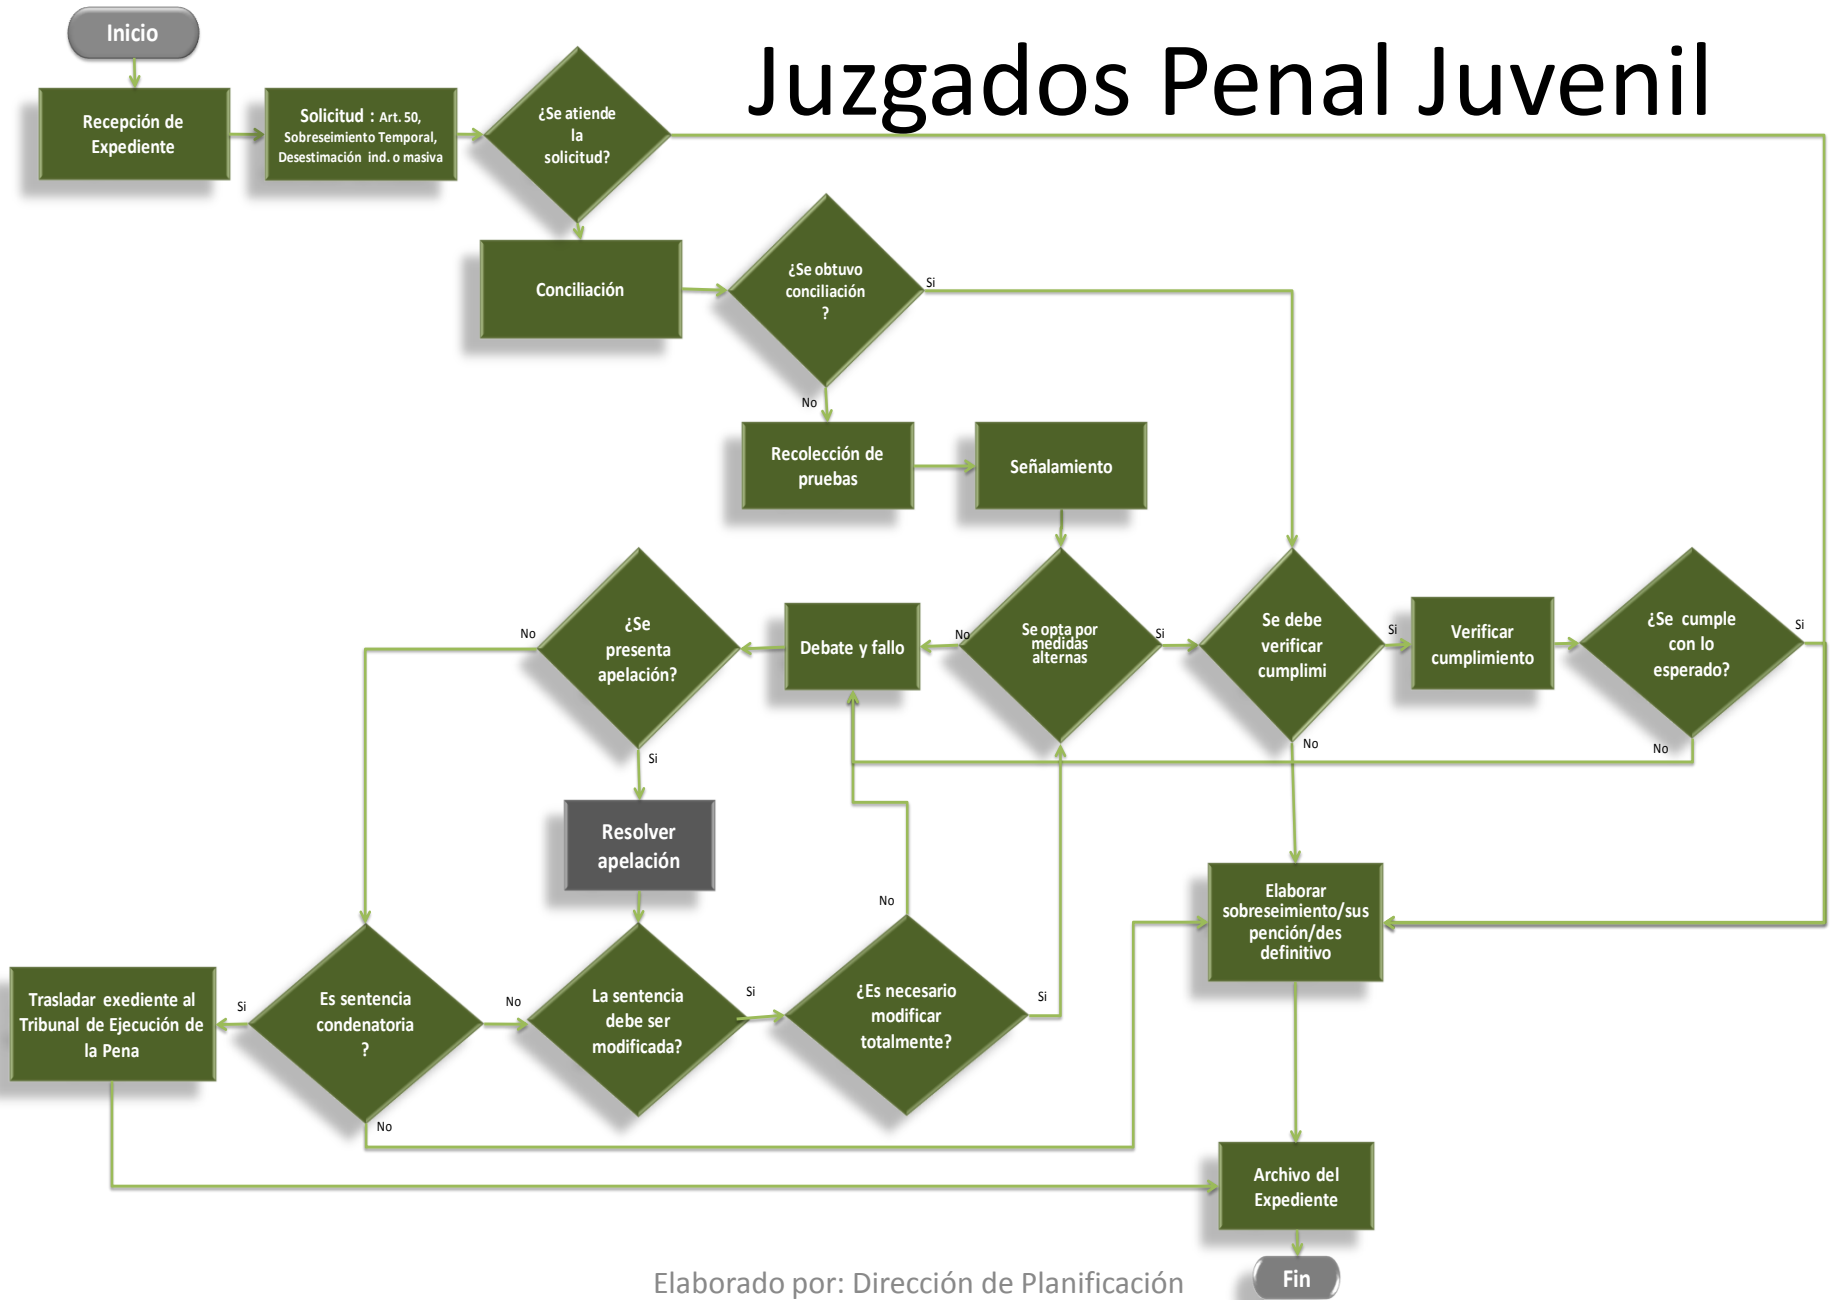 Juzgados Penal Juvenil
Inicio
Recepción de
Expediente
Solicitud : Art. 50,
Sobreseimiento Temporal,
Desestimación ind. o masiva
¿Se atiende
la
solicitud?
Conciliación
¿Se obtuvo
conciliación
?
Si
No
Recolección de
pruebas
Señalamiento
¿Se
presenta
apelación?
No
Si
Debate y fallo
No
Se opta por
medidas
alternas
Si
Se debe
verificar
cumplimi
Si
No
Verificar
cumplimiento
¿Se cumple
con lo
esperado?
Si
No
Resolver
apelación
No
Elaborar
sobreseimiento/sus
pención/des
definitivo
Trasladar exediente al
Tribunal de Ejecución de
la Pena
Si
Es sentencia
condenatoria
?
No
No
La sentencia
debe ser
modificada?
Si
¿Es necesario
modificar
totalmente?
Si
Archivo del
Expediente
Fin
Elaborado por: Dirección de Planificación